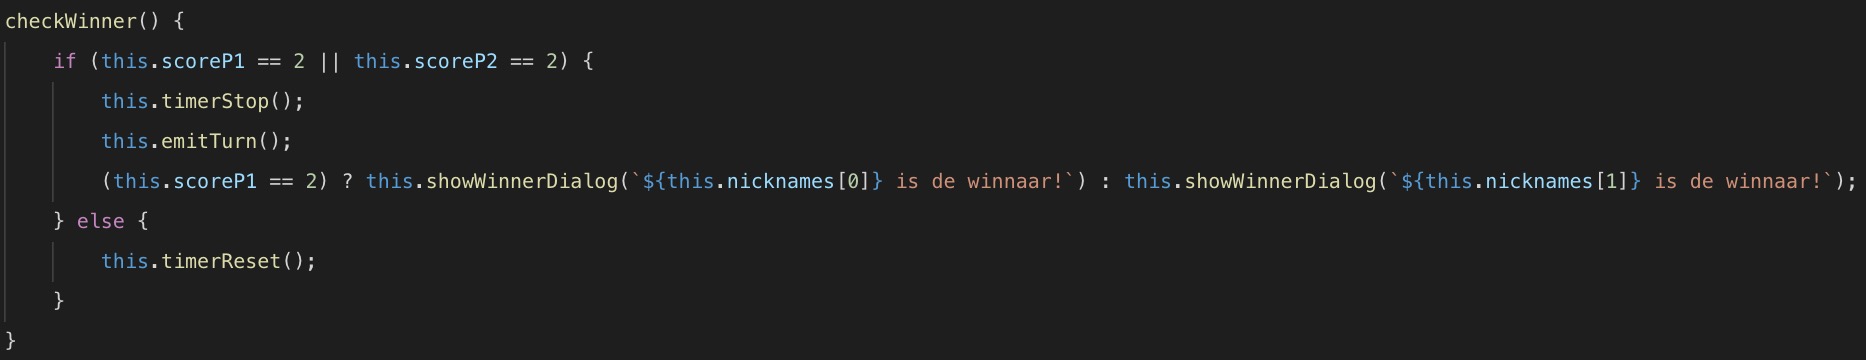 checkWinner() {
    if (this.scoreP1 == 2 || this.scoreP2 == 2) {
        this.timerStop();
        this.emitTurn();
        (this.scoreP1 == 2) ? this.showWinnerDialog(`${this.nicknames[0]} is de winnaar!`) : this.showWinnerDialog(`${this.nicknames[1]} is de winnaar!`);
    } else {
        this.timerReset();
    }
}